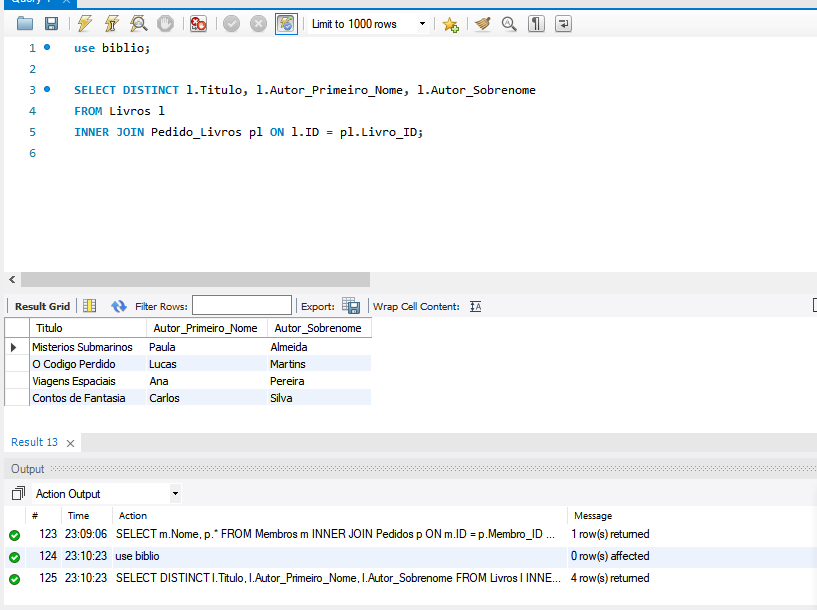 Query 1
Limit to 1000 rows
1 use biblio;
2
3 SELECT DISTINCT l.Titulo, l.Autor_Primeiro_Nome, l.Autor_Sobrenome
4 FROM Livros l
5 INNER JOIN Pedido_Livros pl ON l.ID = pl.Livro_ID;
6
Result Grid Filter Rows: Export: Wrap Cell Content:
Titulo Autor_Primeiro_Nome Autor_Sobrenome
Misterios Submarinos Paula Almeida
O Codigo Perdido Lucas Martins
Viagens Espaciais Ana Pereira
Contos de Fantasia Carlos Silva
Result 13
Output
Action Output
# Time Action Message
123 23:09:06 SELECT m.Nome, p.* FROM Membros m INNER JOIN Pedidos p ON m.ID = p.Membro_ID ... 1 row(s) returned
124 23:10:23 use biblio 0 row(s) affected
125 23:10:23 SELECT DISTINCT l.Titulo, l.Autor_Primeiro_Nome, l.Autor_Sobrenome FROM Livros l INNE... 4 row(s) returned